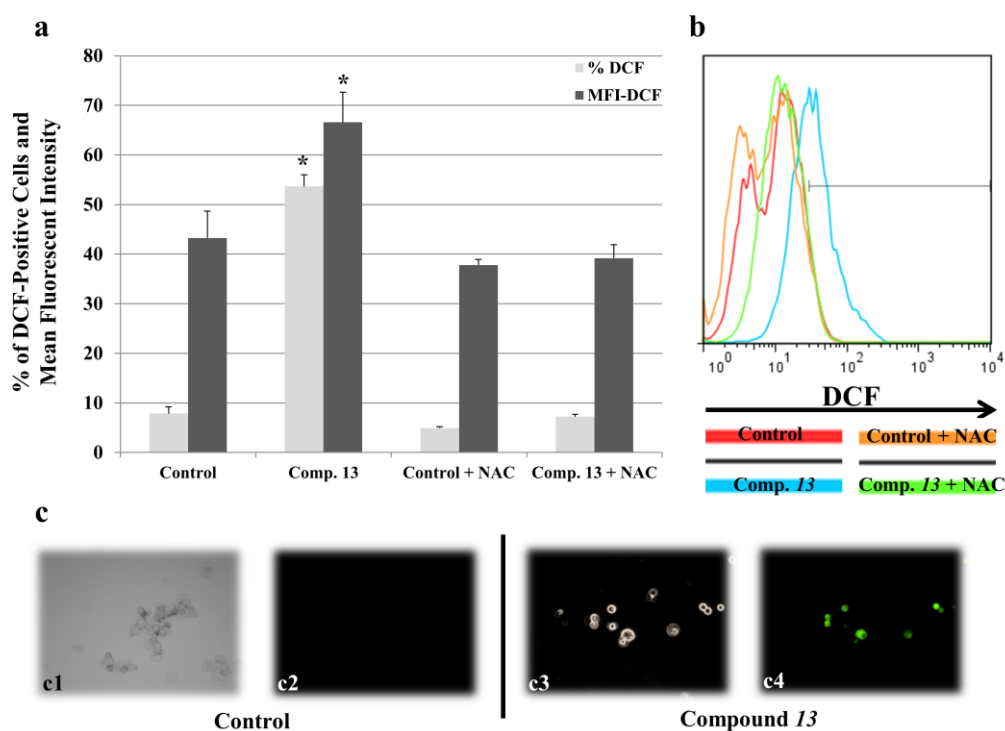 a
% of DCF-Positive Cells and
Mean Fluorescent Intensity
80
70
60
50
40
30
20
10
0
*
*
% DCF
MFI-DCF
Control
Comp. 13
Control + NAC
Comp. 13 + NAC
b
10^0
10^1
10^2
10^3
10^4
DCF
Control
Control + NAC
Comp. 13
Comp. 13 + NAC
c
c1
c2
c3
c4
Control
Compound 13